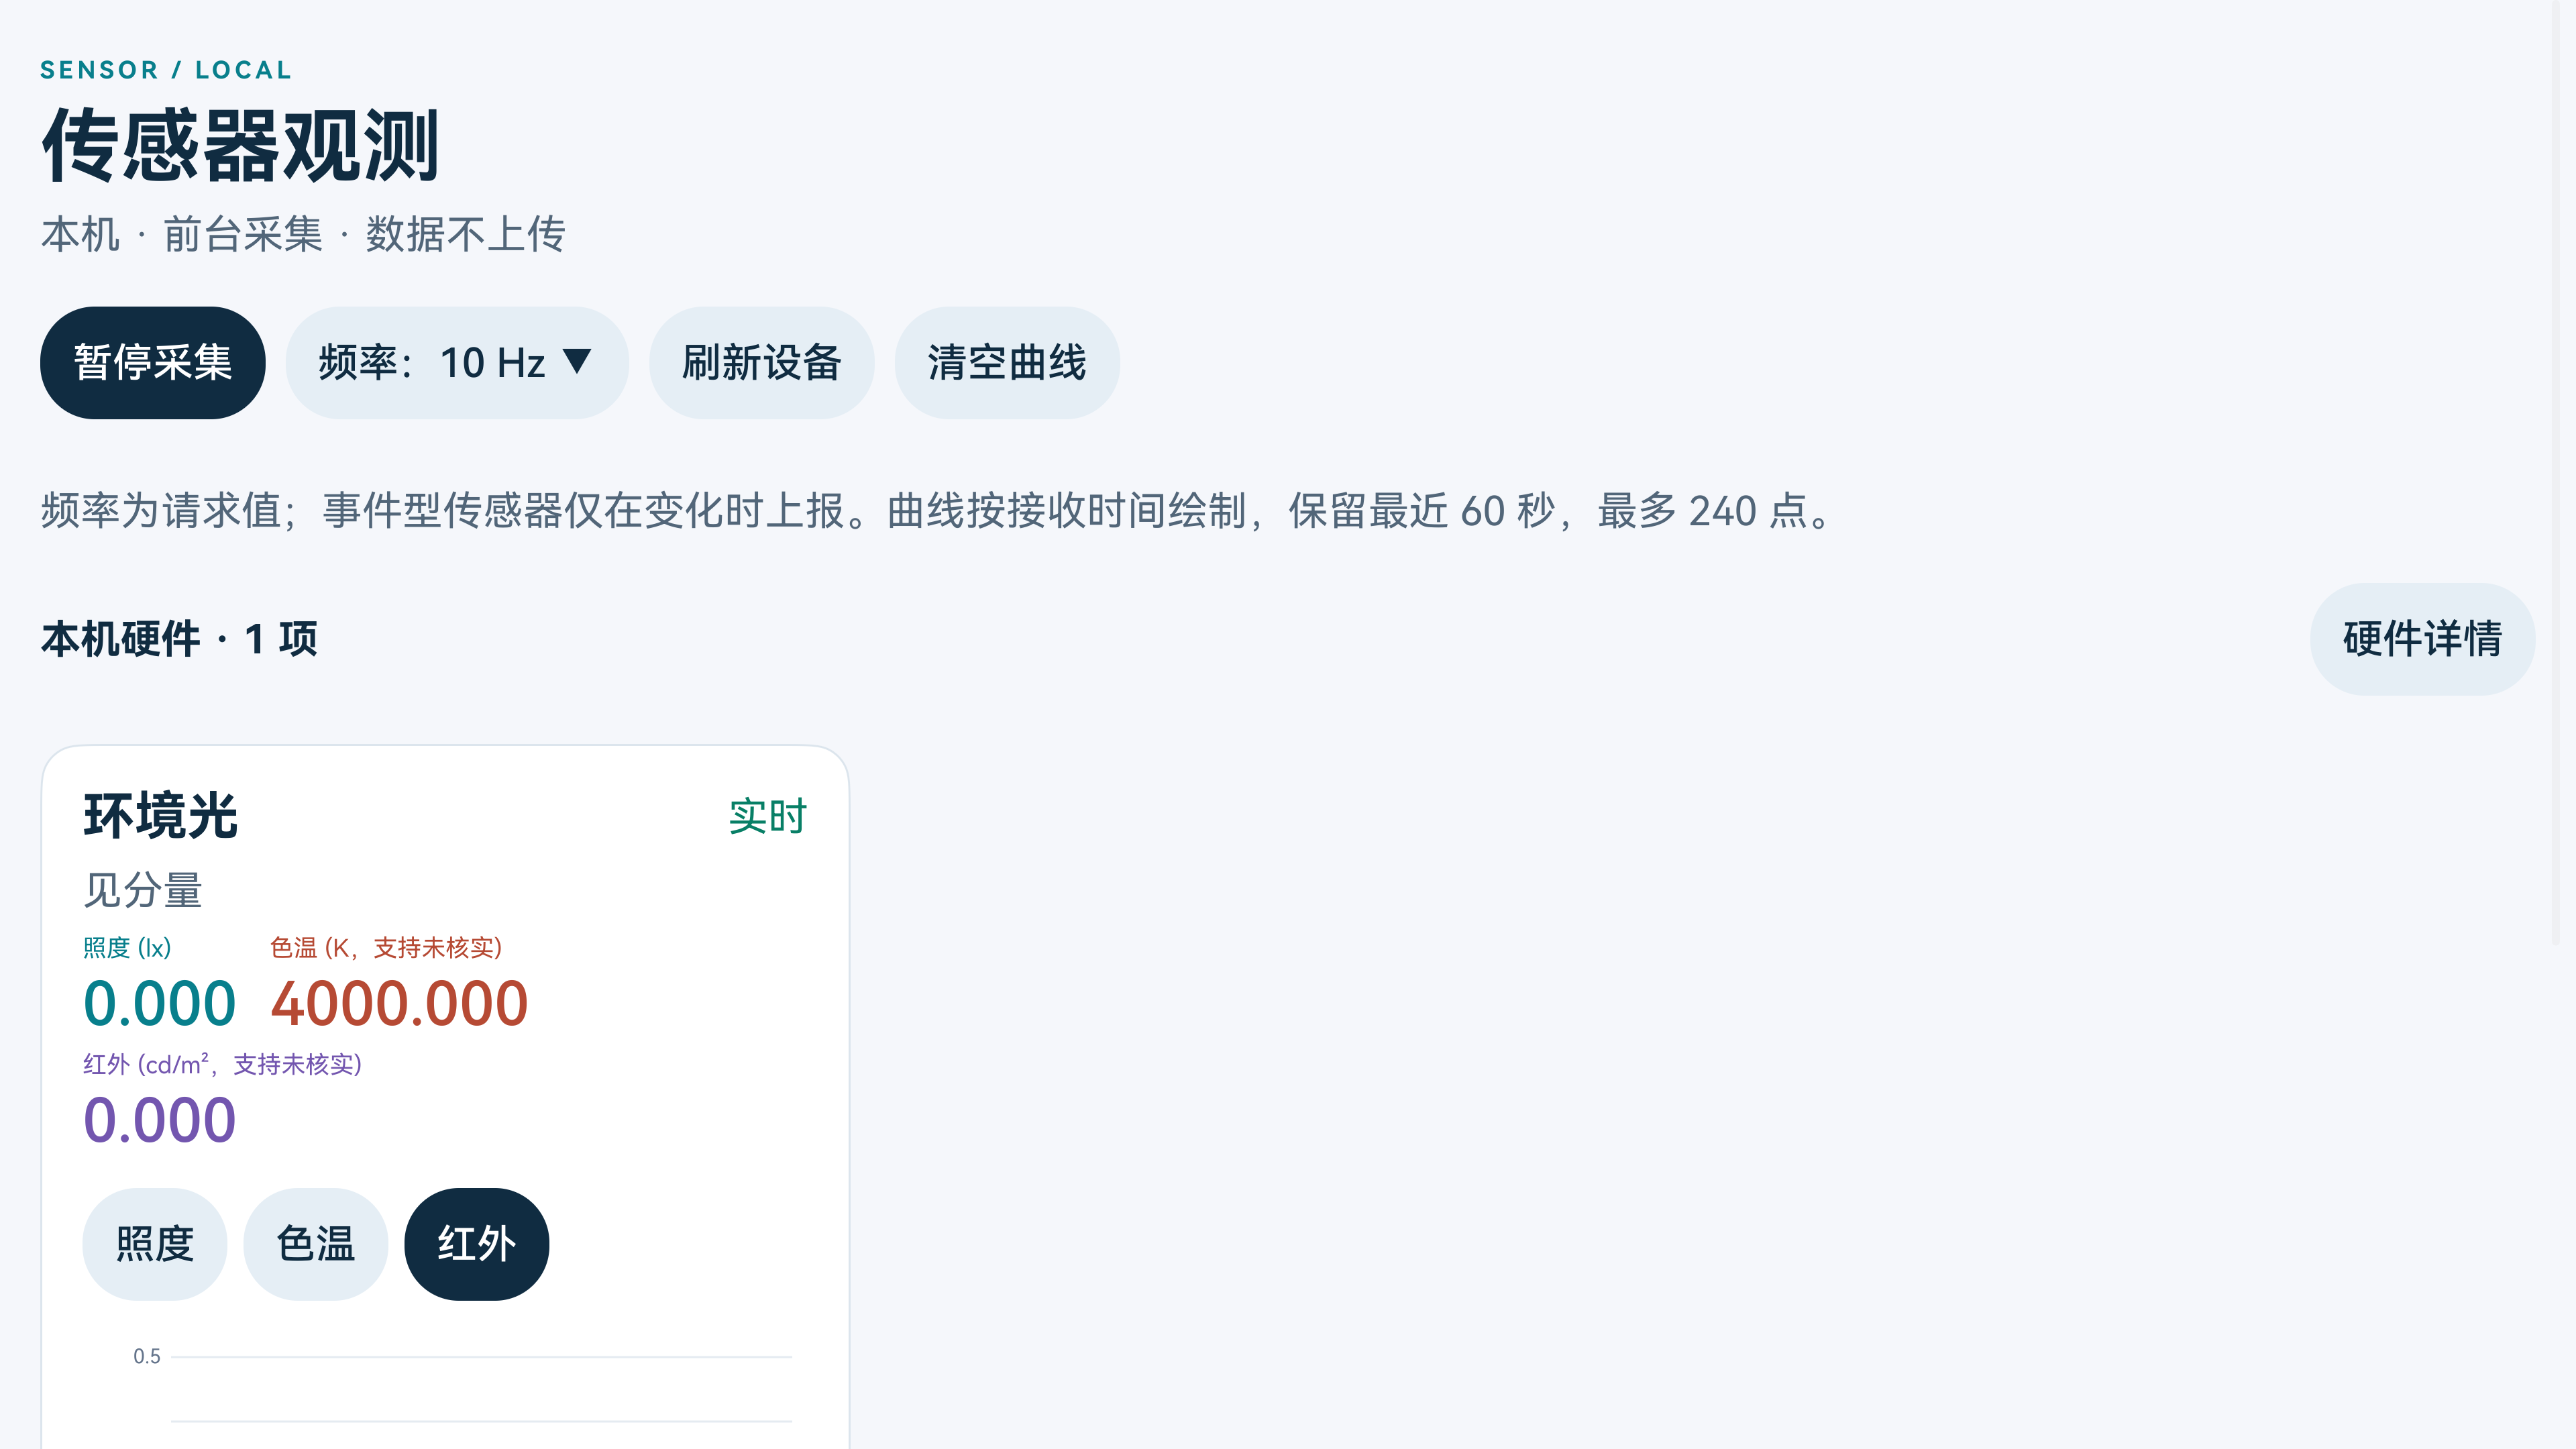 SENSOR / LOCAL
传感器观测
本机 · 前台采集 · 数据不上传
暂停采集 频率：10 Hz ▼ 刷新设备 清空曲线
频率为请求值；事件型传感器仅在变化时上报。曲线按接收时间绘制，保留最近 60 秒，最多 240 点。
本机硬件 · 1 项 硬件详情
环境光 实时
见分量
照度 (lx) 色温 (K，支持未核实)
0.000 4000.000
红外 (cd/m²，支持未核实)
0.000
照度 色温 红外
0.5